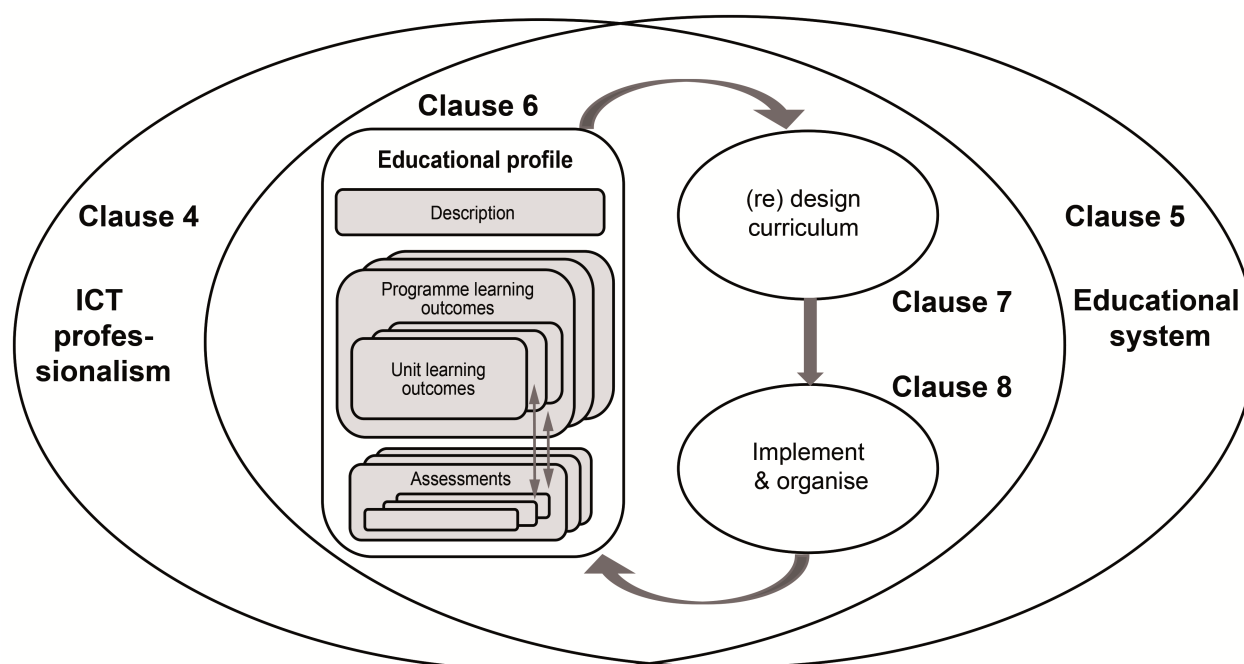 Clause 6
Educational profile
Description
Programme learning
outcomes
Unit learning
outcomes
Assessments
Clause 4
ICT
profes-
sionalism
(re) design
curriculum
Clause 7
Clause 8
Implement
& organise
Clause 5
Educational
system